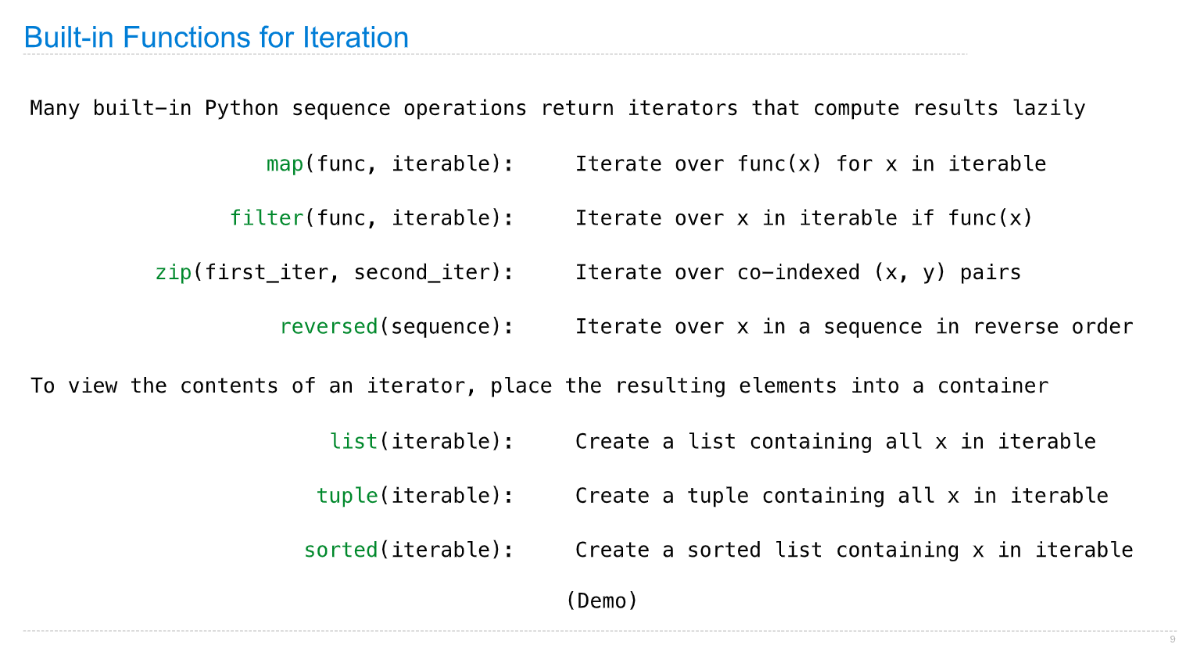 Built-in Functions for Iteration
Many built-in Python sequence operations return iterators that compute results lazily
map(func, iterable): Iterate over func(x) for x in iterable
filter(func, iterable): Iterate over x in iterable if func(x)
zip(first_iter, second_iter): Iterate over co-indexed (x, y) pairs
reversed(sequence): Iterate over x in a sequence in reverse order
To view the contents of an iterator, place the resulting elements into a container
list(iterable): Create a list containing all x in iterable
tuple(iterable): Create a tuple containing all x in iterable
sorted(iterable): Create a sorted list containing x in iterable
(Demo)
9